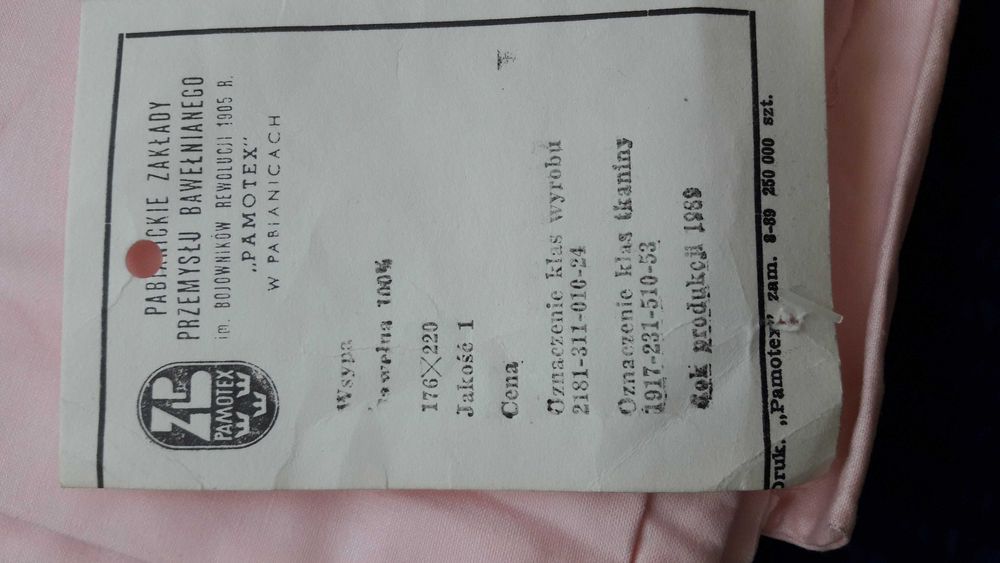 PABIANICKIE ZAKŁADY
PRZEMYSŁU BAWEŁNIANEGO
im. BOJOWNIKÓW REWOLUCJI 1905 R.
„PAMOTEX”
W PABIANICACH
ZPB
PAMOTEX
Wsypa
bawełna 100%
176×220
Jakość 1
Cena
Oznaczenie klas wyrobu
2181-311-010-24
Oznaczenie klas tkaniny
1917-231-510-53
Rok produkcji 1989
Druk. „Pamotex” zam. 8-89 250 000 szt.